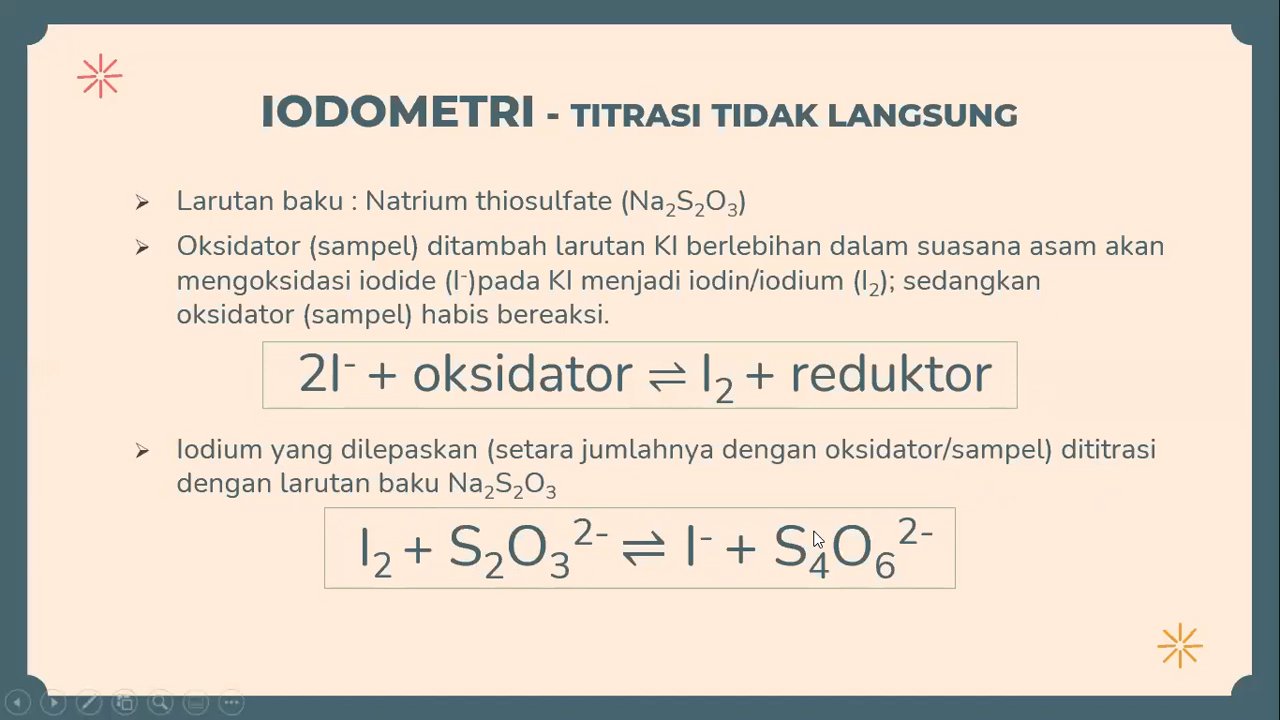 IODOMETRI - TITRASI TIDAK LANGSUNG
➢ Larutan baku : Natrium thiosulfate (Na₂S₂O₃)
➢ Oksidator (sampel) ditambah larutan KI berlebihan dalam suasana asam akan
mengoksidasi iodide (I⁻)pada KI menjadi iodin/iodium (I₂); sedangkan
oksidator (sampel) habis bereaksi.
2I⁻ + oksidator ⇌ I₂ + reduktor
➢ Iodium yang dilepaskan (setara jumlahnya dengan oksidator/sampel) dititrasi
dengan larutan baku Na₂S₂O₃
I₂ + S₂O₃²⁻ ⇌ I⁻ + S₄O₆²⁻